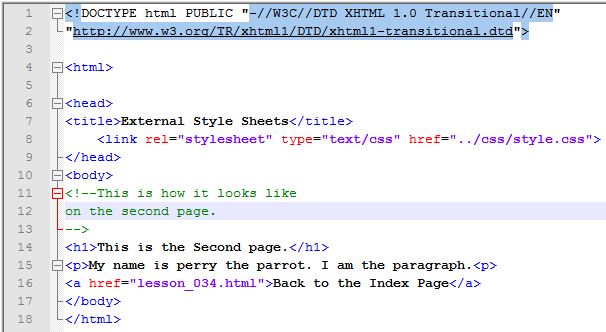 1 <!DOCTYPE html PUBLIC "-//W3C//DTD XHTML 1.0 Transitional//EN"
2 "http://www.w3.org/TR/xhtml1/DTD/xhtml1-transitional.dtd">
3
4 <html>
5
6 <head>
7 <title>External Style Sheets</title>
8 <link rel="stylesheet" type="text/css" href="../css/style.css">
9 </head>
10 <body>
11 <!--This is how it looks like
12 on the second page.
13 -->
14 <h1>This is the Second page.</h1>
15 <p>My name is perry the parrot. I am the paragraph.<p>
16 <a href="lesson_034.html">Back to the Index Page</a>
17 </body>
18 </html>